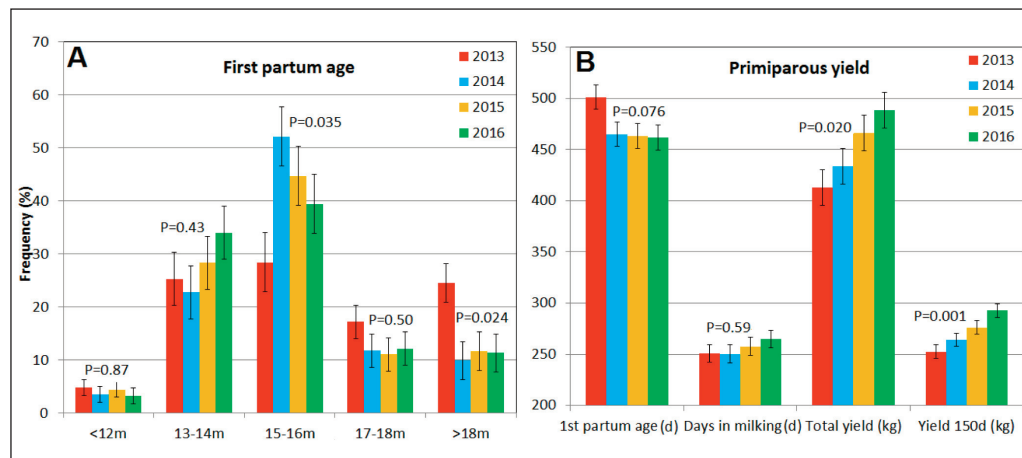 A
First partum age
2013
2014
2015
2016
Frequency (%)
70
60
50
40
30
20
10
0
P=0.87
P=0.43
P=0.035
P=0.50
P=0.024
<12m
13-14m
15-16m
17-18m
>18m
B
Primiparous yield
2013
2014
2015
2016
550
500
450
400
350
300
250
200
P=0.076
P=0.59
P=0.020
P=0.001
1st partum age (d)
Days in milking (d)
Total yield (kg)
Yield 150d (kg)